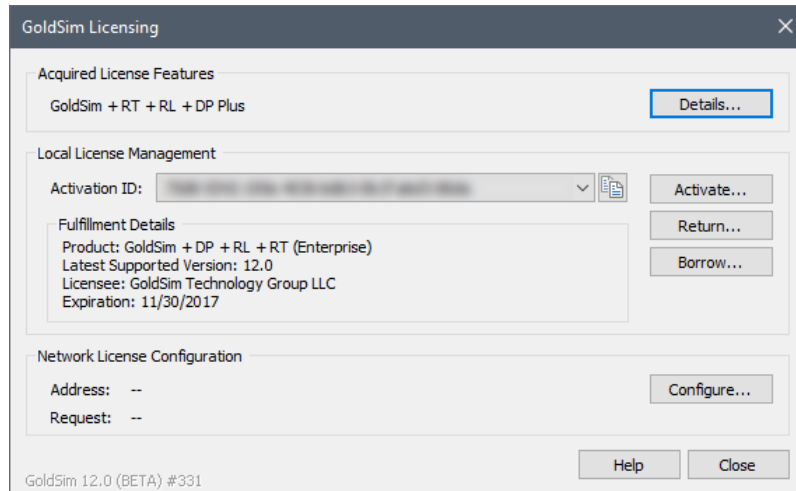 GoldSim Licensing
Acquired License Features
GoldSim + RT + RL + DP Plus
Details...
Local License Management
Activation ID:
Activate...
Fulfillment Details
Return...
Product: GoldSim + DP + RL + RT (Enterprise)
Latest Supported Version: 12.0
Borrow...
Licensee: GoldSim Technology Group LLC
Expiration: 11/30/2017
Network License Configuration
Address: --
Configure...
Request: --
Help
Close
GoldSim 12.0 (BETA) #331